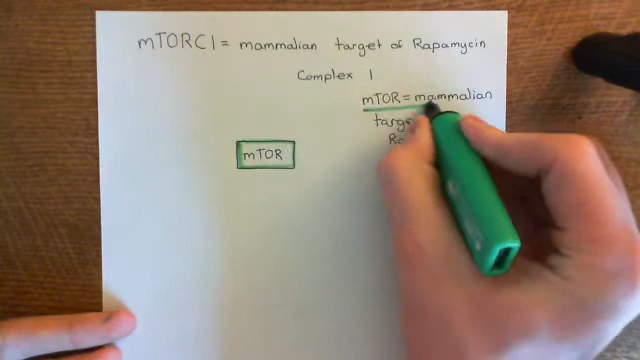 mTORC1 = mammalian target of Rapamycin
Complex 1
mTOR = mammalian
mTOR